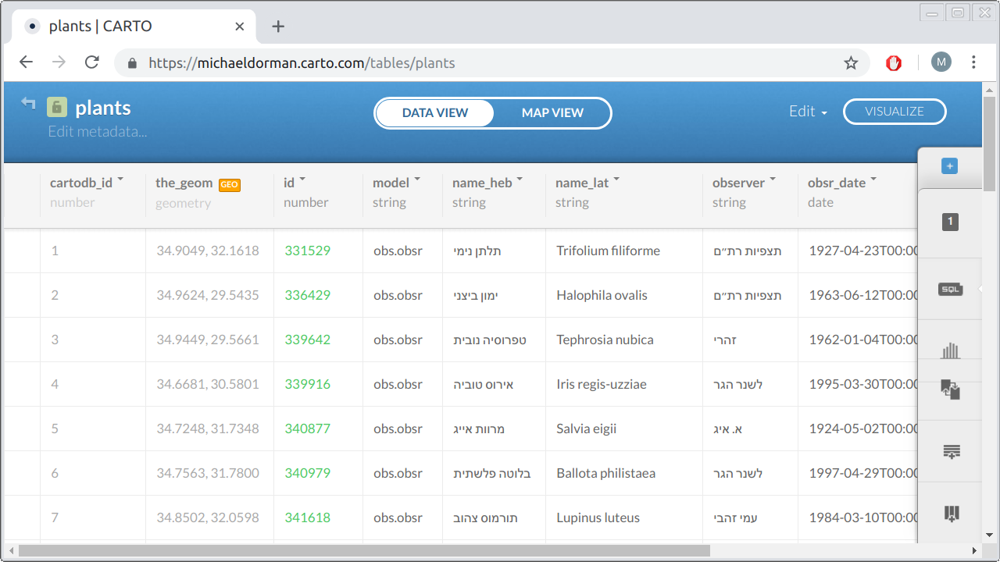 plants | CARTO
https://michaeldorman.carto.com/tables/plants
M
plants
DATA VIEW
MAP VIEW
Edit
VISUALIZE
Edit metadata...
cartodb_id the_geom GEO id model name_heb name_lat observer obsr_date
number geometry number string string string string date
1 34.9049, 32.1618 331529 obs.obsr תלתן נימי Trifolium filiforme תצפיות רת״ם 1927-04-23T00:00
2 34.9624, 29.5435 336429 obs.obsr ימון ביצני Halophila ovalis תצפיות רת״ם 1963-06-12T00:00
3 34.9449, 29.5661 339642 obs.obsr טפרוסיה נובית Tephrosia nubica זהרי 1962-01-04T00:00
4 34.6681, 30.5801 339916 obs.obsr אירוס טוביה Iris regis-uzziae לשנר הגר 1995-03-30T00:00
5 34.7248, 31.7348 340877 obs.obsr מרוות אייג Salvia eigii א. איג 1924-05-02T00:00
6 34.7563, 31.7800 340979 obs.obsr בלוטה פלשתית Ballota philistaea לשנר הגר 1997-04-29T00:00
7 34.8502, 32.0598 341618 obs.obsr תורמוס צהוב Lupinus luteus עמי זהבי 1984-03-10T00:00
1
SQL